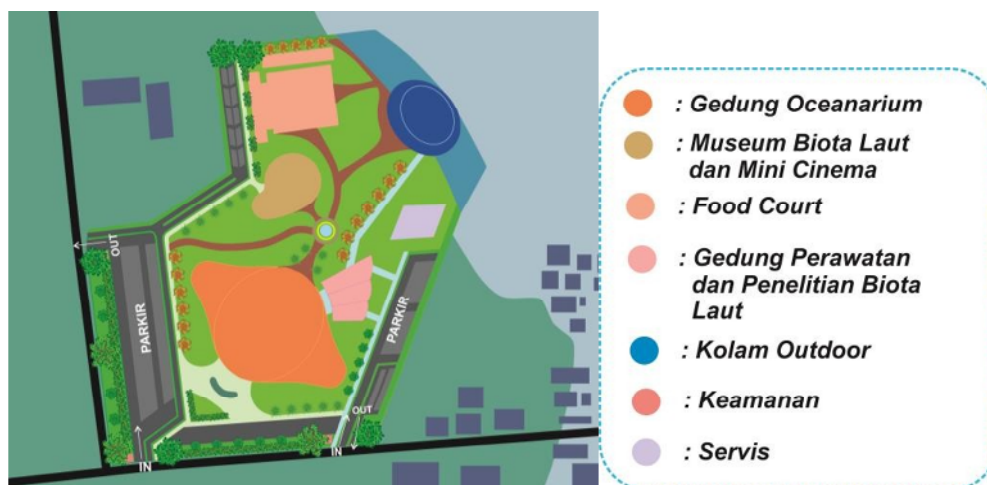 OUT
PARKIR
PARKIR
OUT
IN
IN
: Gedung Oceanarium
: Museum Biota Laut
dan Mini Cinema
: Food Court
: Gedung Perawatan
dan Penelitian Biota
Laut
: Kolam Outdoor
: Keamanan
: Servis